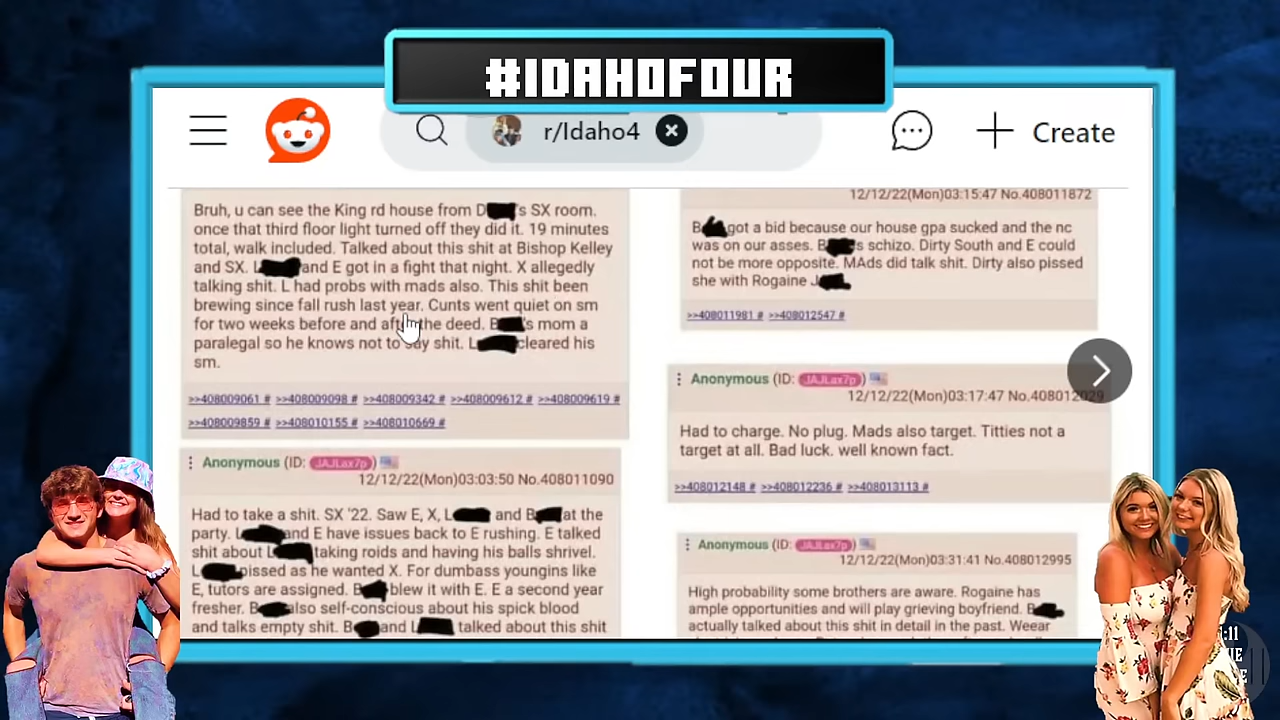 #IDAHOFOUR
r/Idaho4
Create
Bruh, u can see the King rd house from D 's SX room.
once that third floor light turned off they did it. 19 minutes
total, walk included. Talked about this shit at Bishop Kelley
and SX. L and E got in a fight that night. X allegedly
talking shit. L had probs with mads also. This shit been
brewing since fall rush last year. Cunts went quiet on sm
for two weeks before and after the deed. B 's mom a
paralegal so he knows not to say shit. L cleared his
sm.
>>408009061 # >>408009098 # >>408009342 # >>408009612 # >>408009619 #
>>408009859 # >>408010155 # >>408010669 #
Anonymous (ID: JAJLax7p)
12/12/22(Mon)03:03:50 No.408011090
Had to take a shit. SX '22. Saw E, X, L and B at the
party. L and E have issues back to E rushing. E talked
shit about L taking roids and having his balls shrivel.
L pissed as he wanted X. For dumbass youngins like
E, tutors are assigned. B blew it with E. E a second year
fresher. B also self-conscious about his spick blood
and talks empty shit. B and L talked about this shit
12/12/22(Mon)03:15:47 No.408011872
B got a bid because our house gpa sucked and the nc
was on our asses. B 's schizo. Dirty South and E could
not be more opposite. MAds did talk shit. Dirty also pissed
she with Rogaine J
>>408011981 # >>408012547 #
Anonymous (ID: JAJLax7p)
12/12/22(Mon)03:17:47 No.408012029
Had to charge. No plug. Mads also target. Titties not a
target at all. Bad luck. well known fact.
>>408012148 # >>408012236 # >>408013113 #
Anonymous (ID: JAJLax7p)
12/12/22(Mon)03:31:41 No.408012995
High probability some brothers are aware. Rogaine has
ample opportunities and will play grieving boyfriend. B
actually talked about this shit in detail in the past. Weear
:11